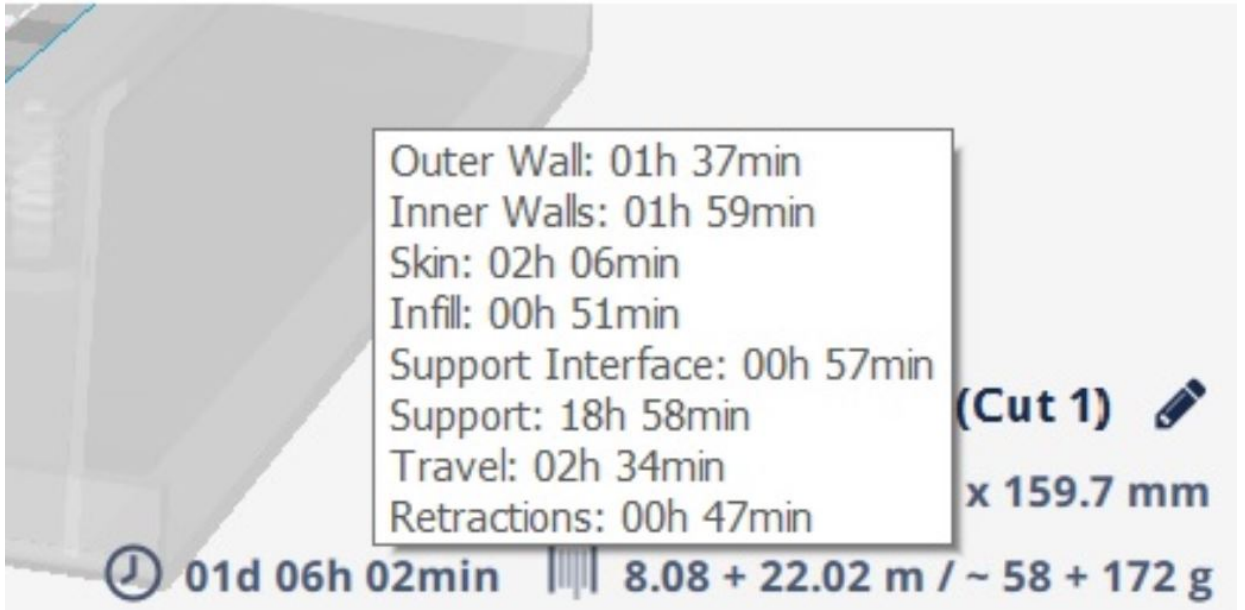 Outer Wall: 01h 37min
Inner Walls: 01h 59min
Skin: 02h 06min
Infill: 00h 51min
Support Interface: 00h 57min
Support: 18h 58min
Travel: 02h 34min
Retractions: 00h 47min
(Cut 1)
x 159.7 mm
01d 06h 02min 8.08 + 22.02 m / ~ 58 + 172 g